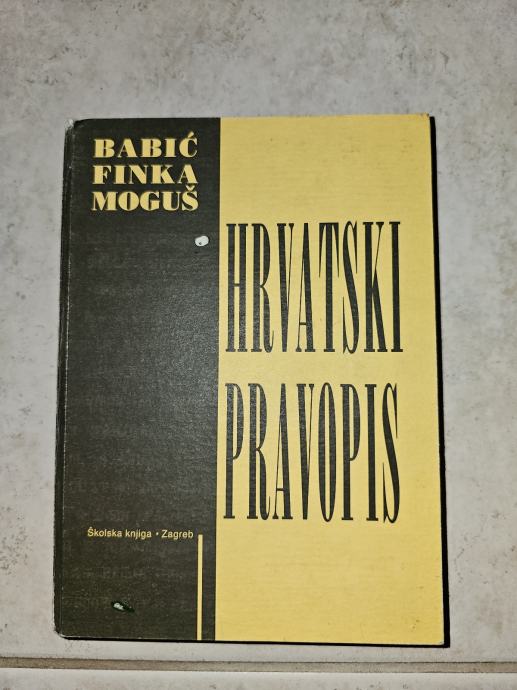 BABIĆ
FINKA
MOGUŠ
HRVATSKI
PRAVOPIS
Školska knjiga • Zagreb